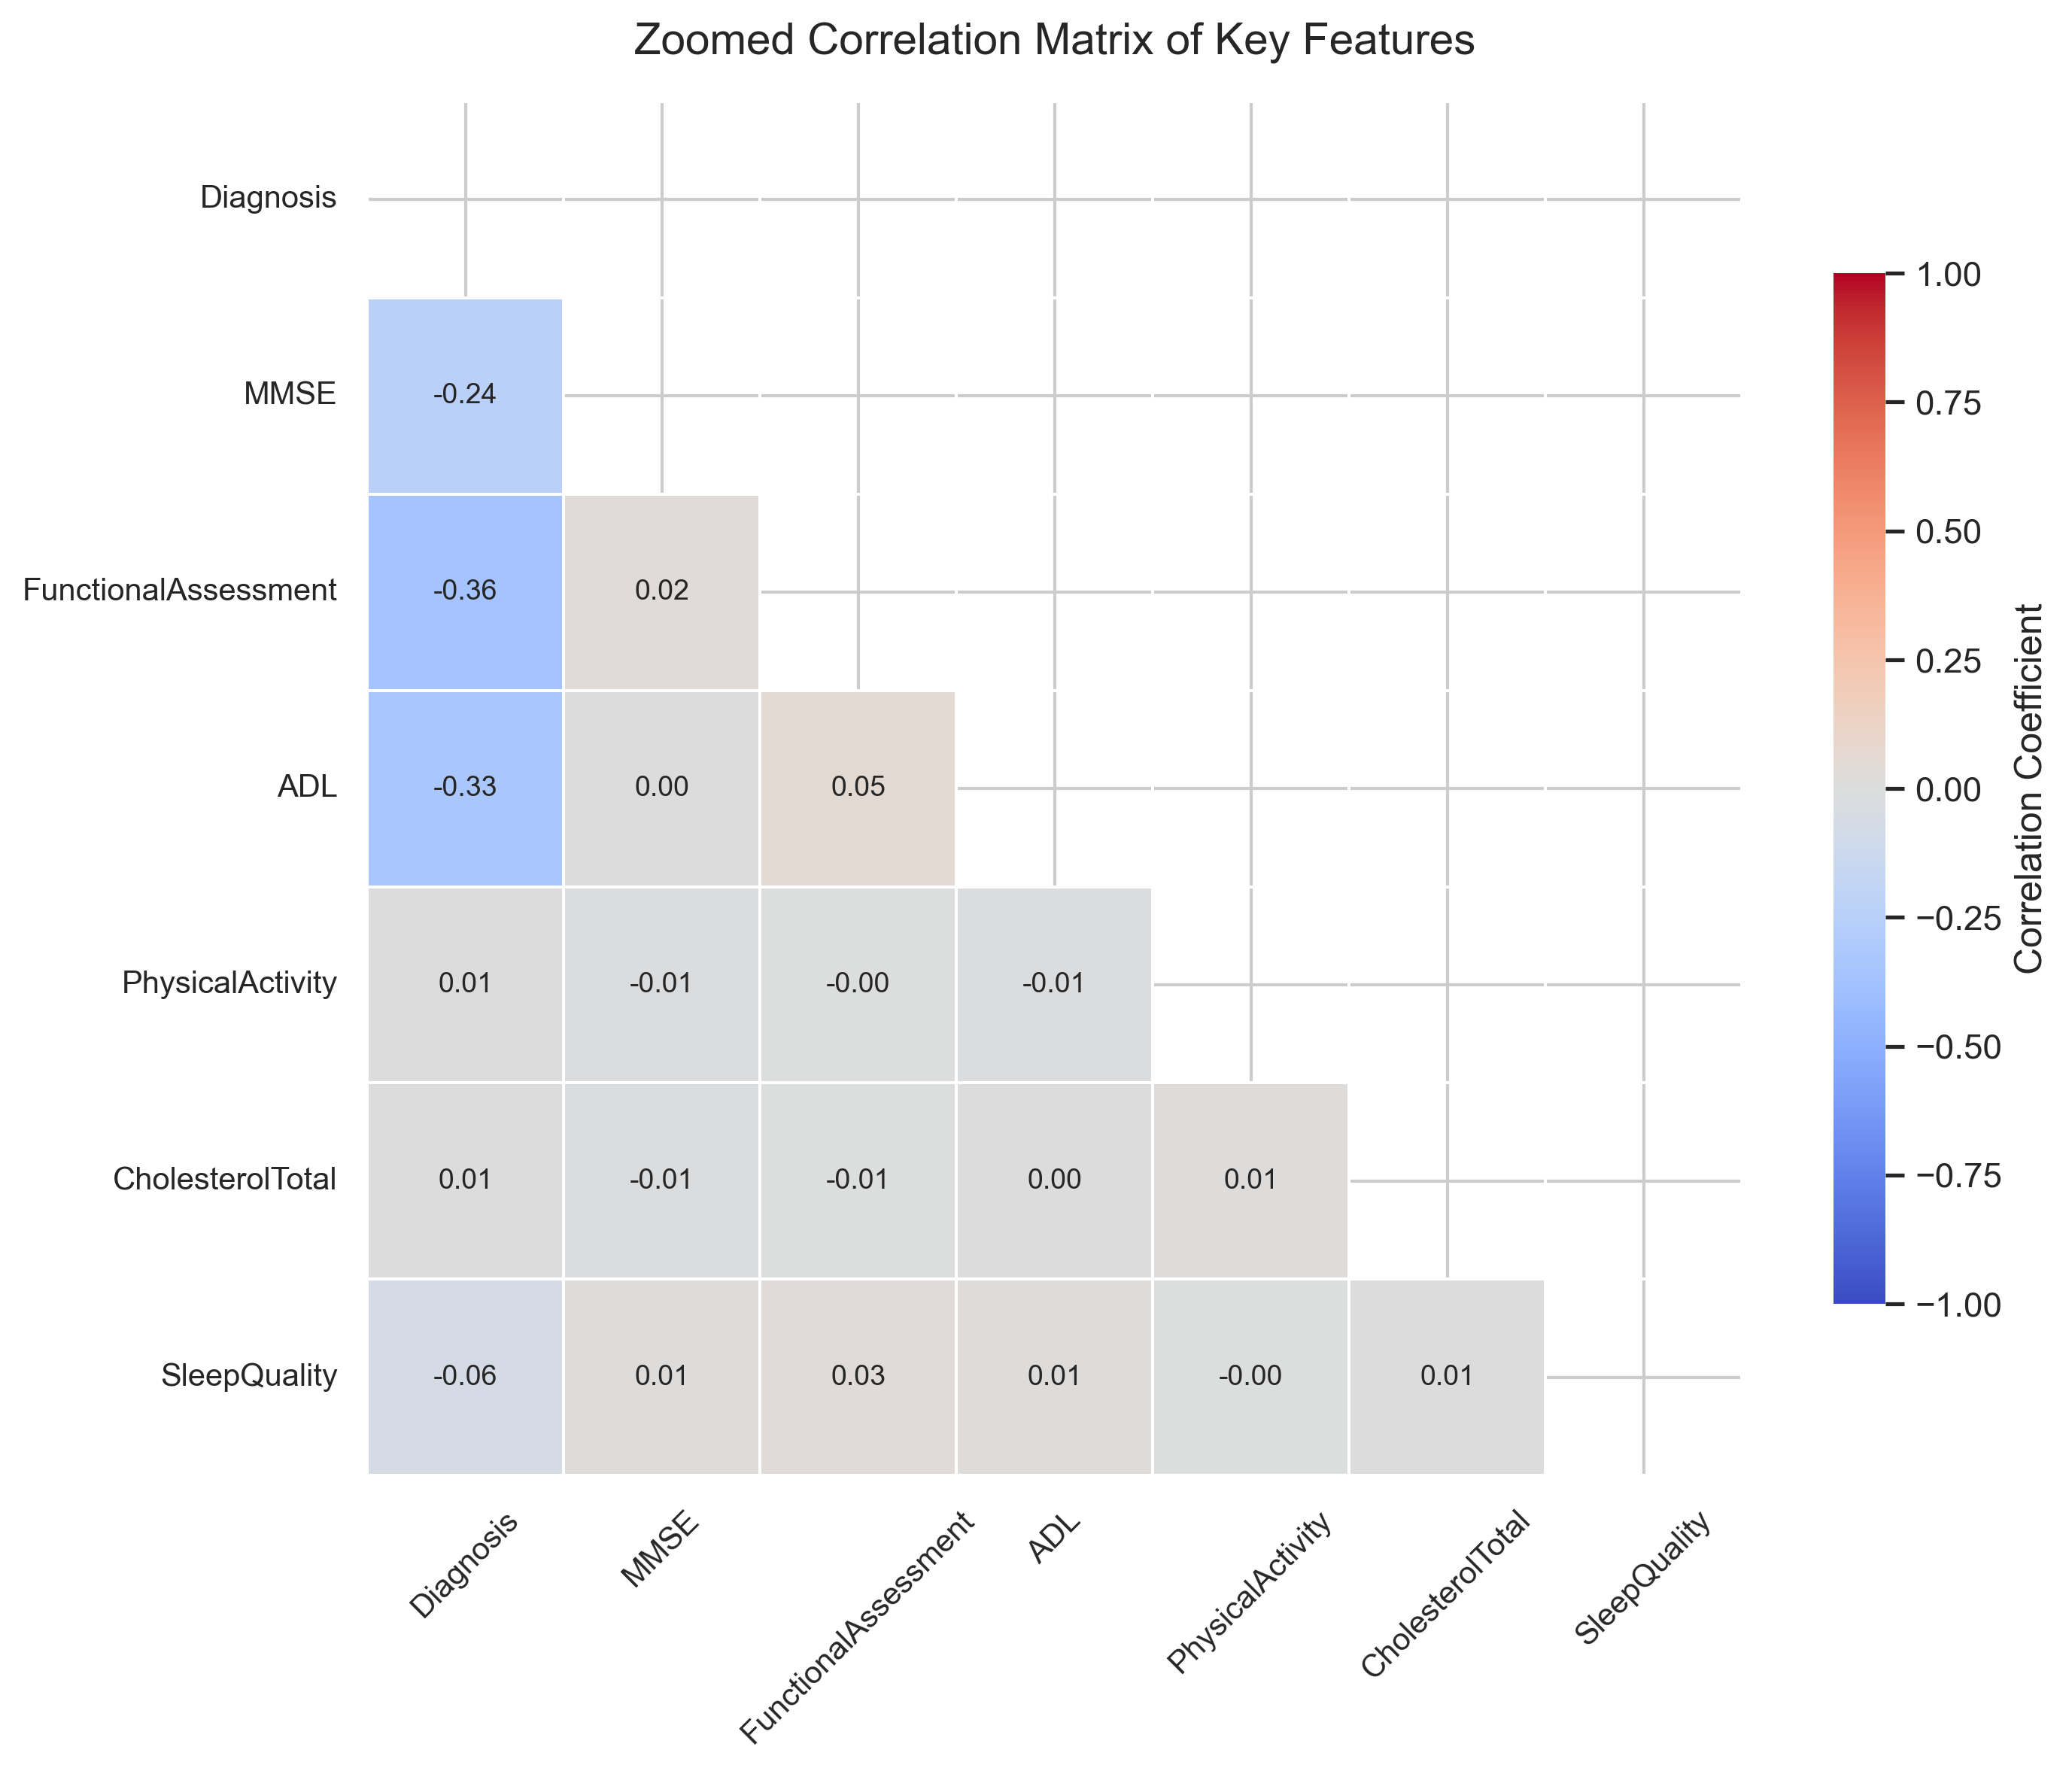 Zoomed Correlation Matrix of Key Features
Diagnosis
MMSE -0.24
FunctionalAssessment -0.36 0.02
ADL -0.33 0.00 0.05
PhysicalActivity 0.01 -0.01 -0.00 -0.01
CholesterolTotal 0.01 -0.01 -0.01 0.00 0.01
SleepQuality -0.06 0.01 0.03 0.01 -0.00 0.01
Diagnosis MMSE FunctionalAssessment ADL PhysicalActivity CholesterolTotal SleepQuality
1.00
0.75
0.50
0.25
0.00
−0.25
−0.50
−0.75
−1.00
Correlation Coefficient